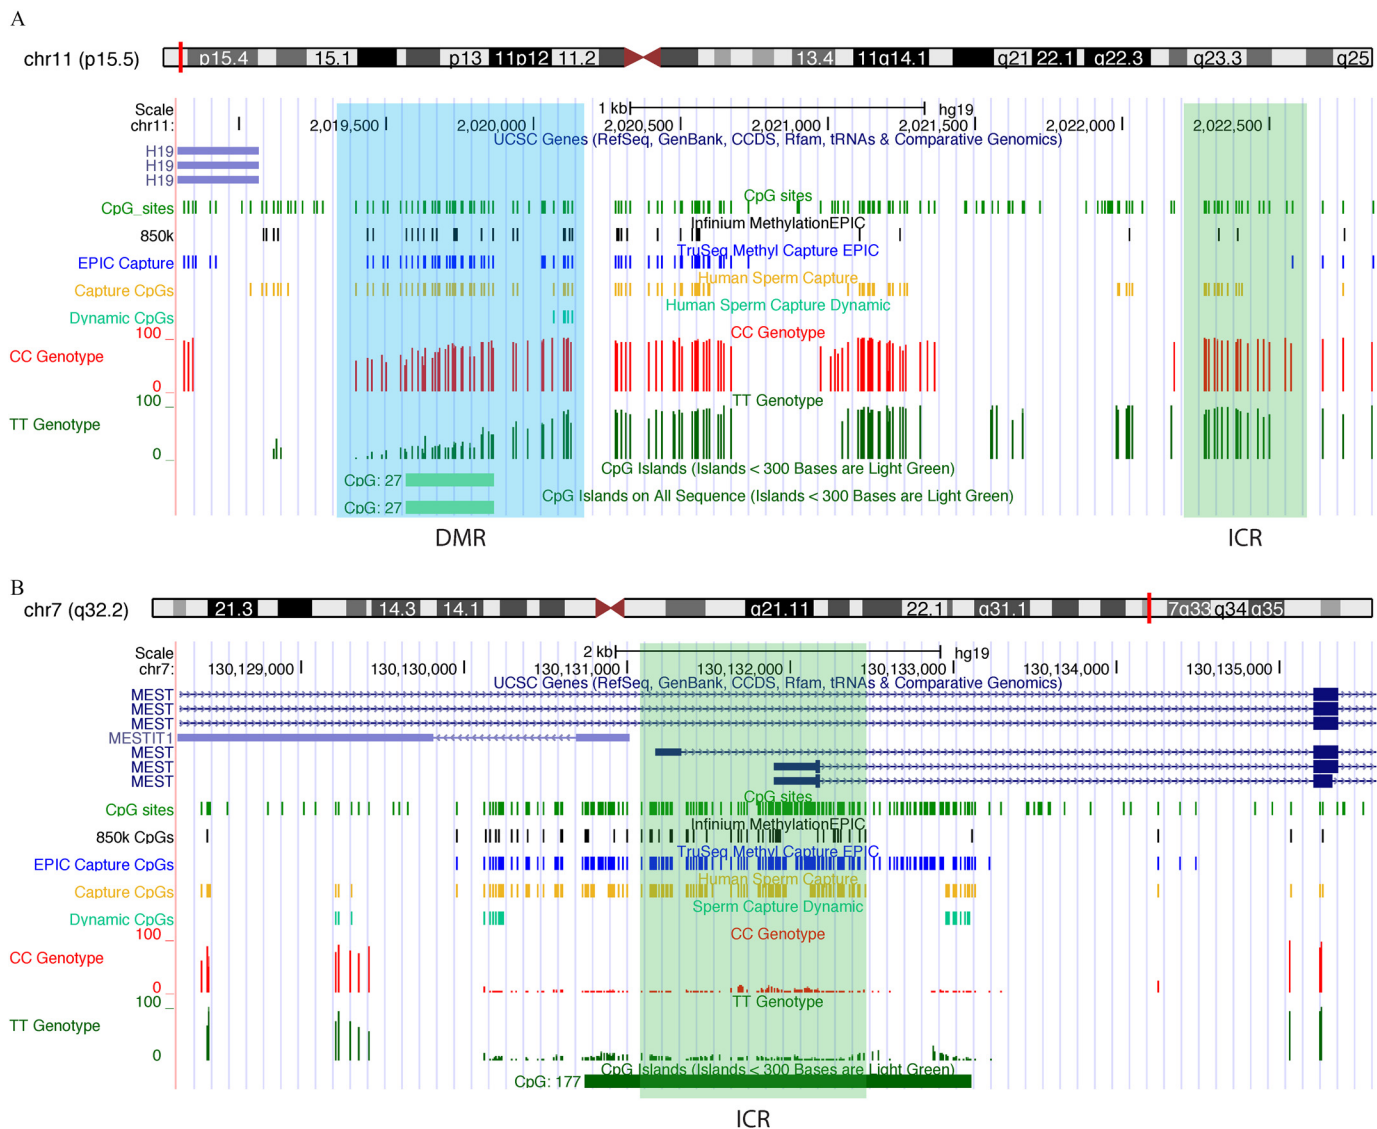 A
chr11 (p15.5)
p15.4 15.1 p13 11p12 11.2 13.4 11q14.1 q21 22.1 q22.3 q23.3 q25
Scale 1 kb hg19
chr11: 2,019,500 2,020,000 2,020,500 2,021,000 2,021,500 2,022,000 2,022,500
UCSC Genes (RefSeq, GenBank, CCDS, Rfam, tRNAs & Comparative Genomics)
H19
H19
H19
CpG sites
CpG_sites
Infinium MethylationEPIC
850k
TruSeq Methyl Capture EPIC
EPIC Capture
Human Sperm Capture
Capture CpGs
Human Sperm Capture Dynamic
Dynamic CpGs
CC Genotype
100
CC Genotype
0
TT Genotype
100
TT Genotype
0
CpG Islands (Islands < 300 Bases are Light Green)
CpG: 27
CpG Islands on All Sequence (Islands < 300 Bases are Light Green)
CpG: 27
DMR ICR
B
chr7 (q32.2)
21.3 14.3 14.1 q21.11 22.1 q31.1 7q33 q34 q35
Scale 2 kb hg19
chr7: 130,129,000 130,130,000 130,131,000 130,132,000 130,133,000 130,134,000 130,135,000
UCSC Genes (RefSeq, GenBank, CCDS, Rfam, tRNAs & Comparative Genomics)
MEST
MEST
MEST
MESTIT1
MEST
MEST
MEST
CpG sites
CpG sites
Infinium MethylationEPIC
850k CpGs
TruSeq Methyl Capture EPIC
EPIC Capture CpGs
Human Sperm Capture
Capture CpGs
Sperm Capture Dynamic
Dynamic CpGs
CC Genotype
100
CC Genotype
0
TT Genotype
100
TT Genotype
0
CpG Islands (Islands < 300 Bases are Light Green)
CpG: 177
ICR